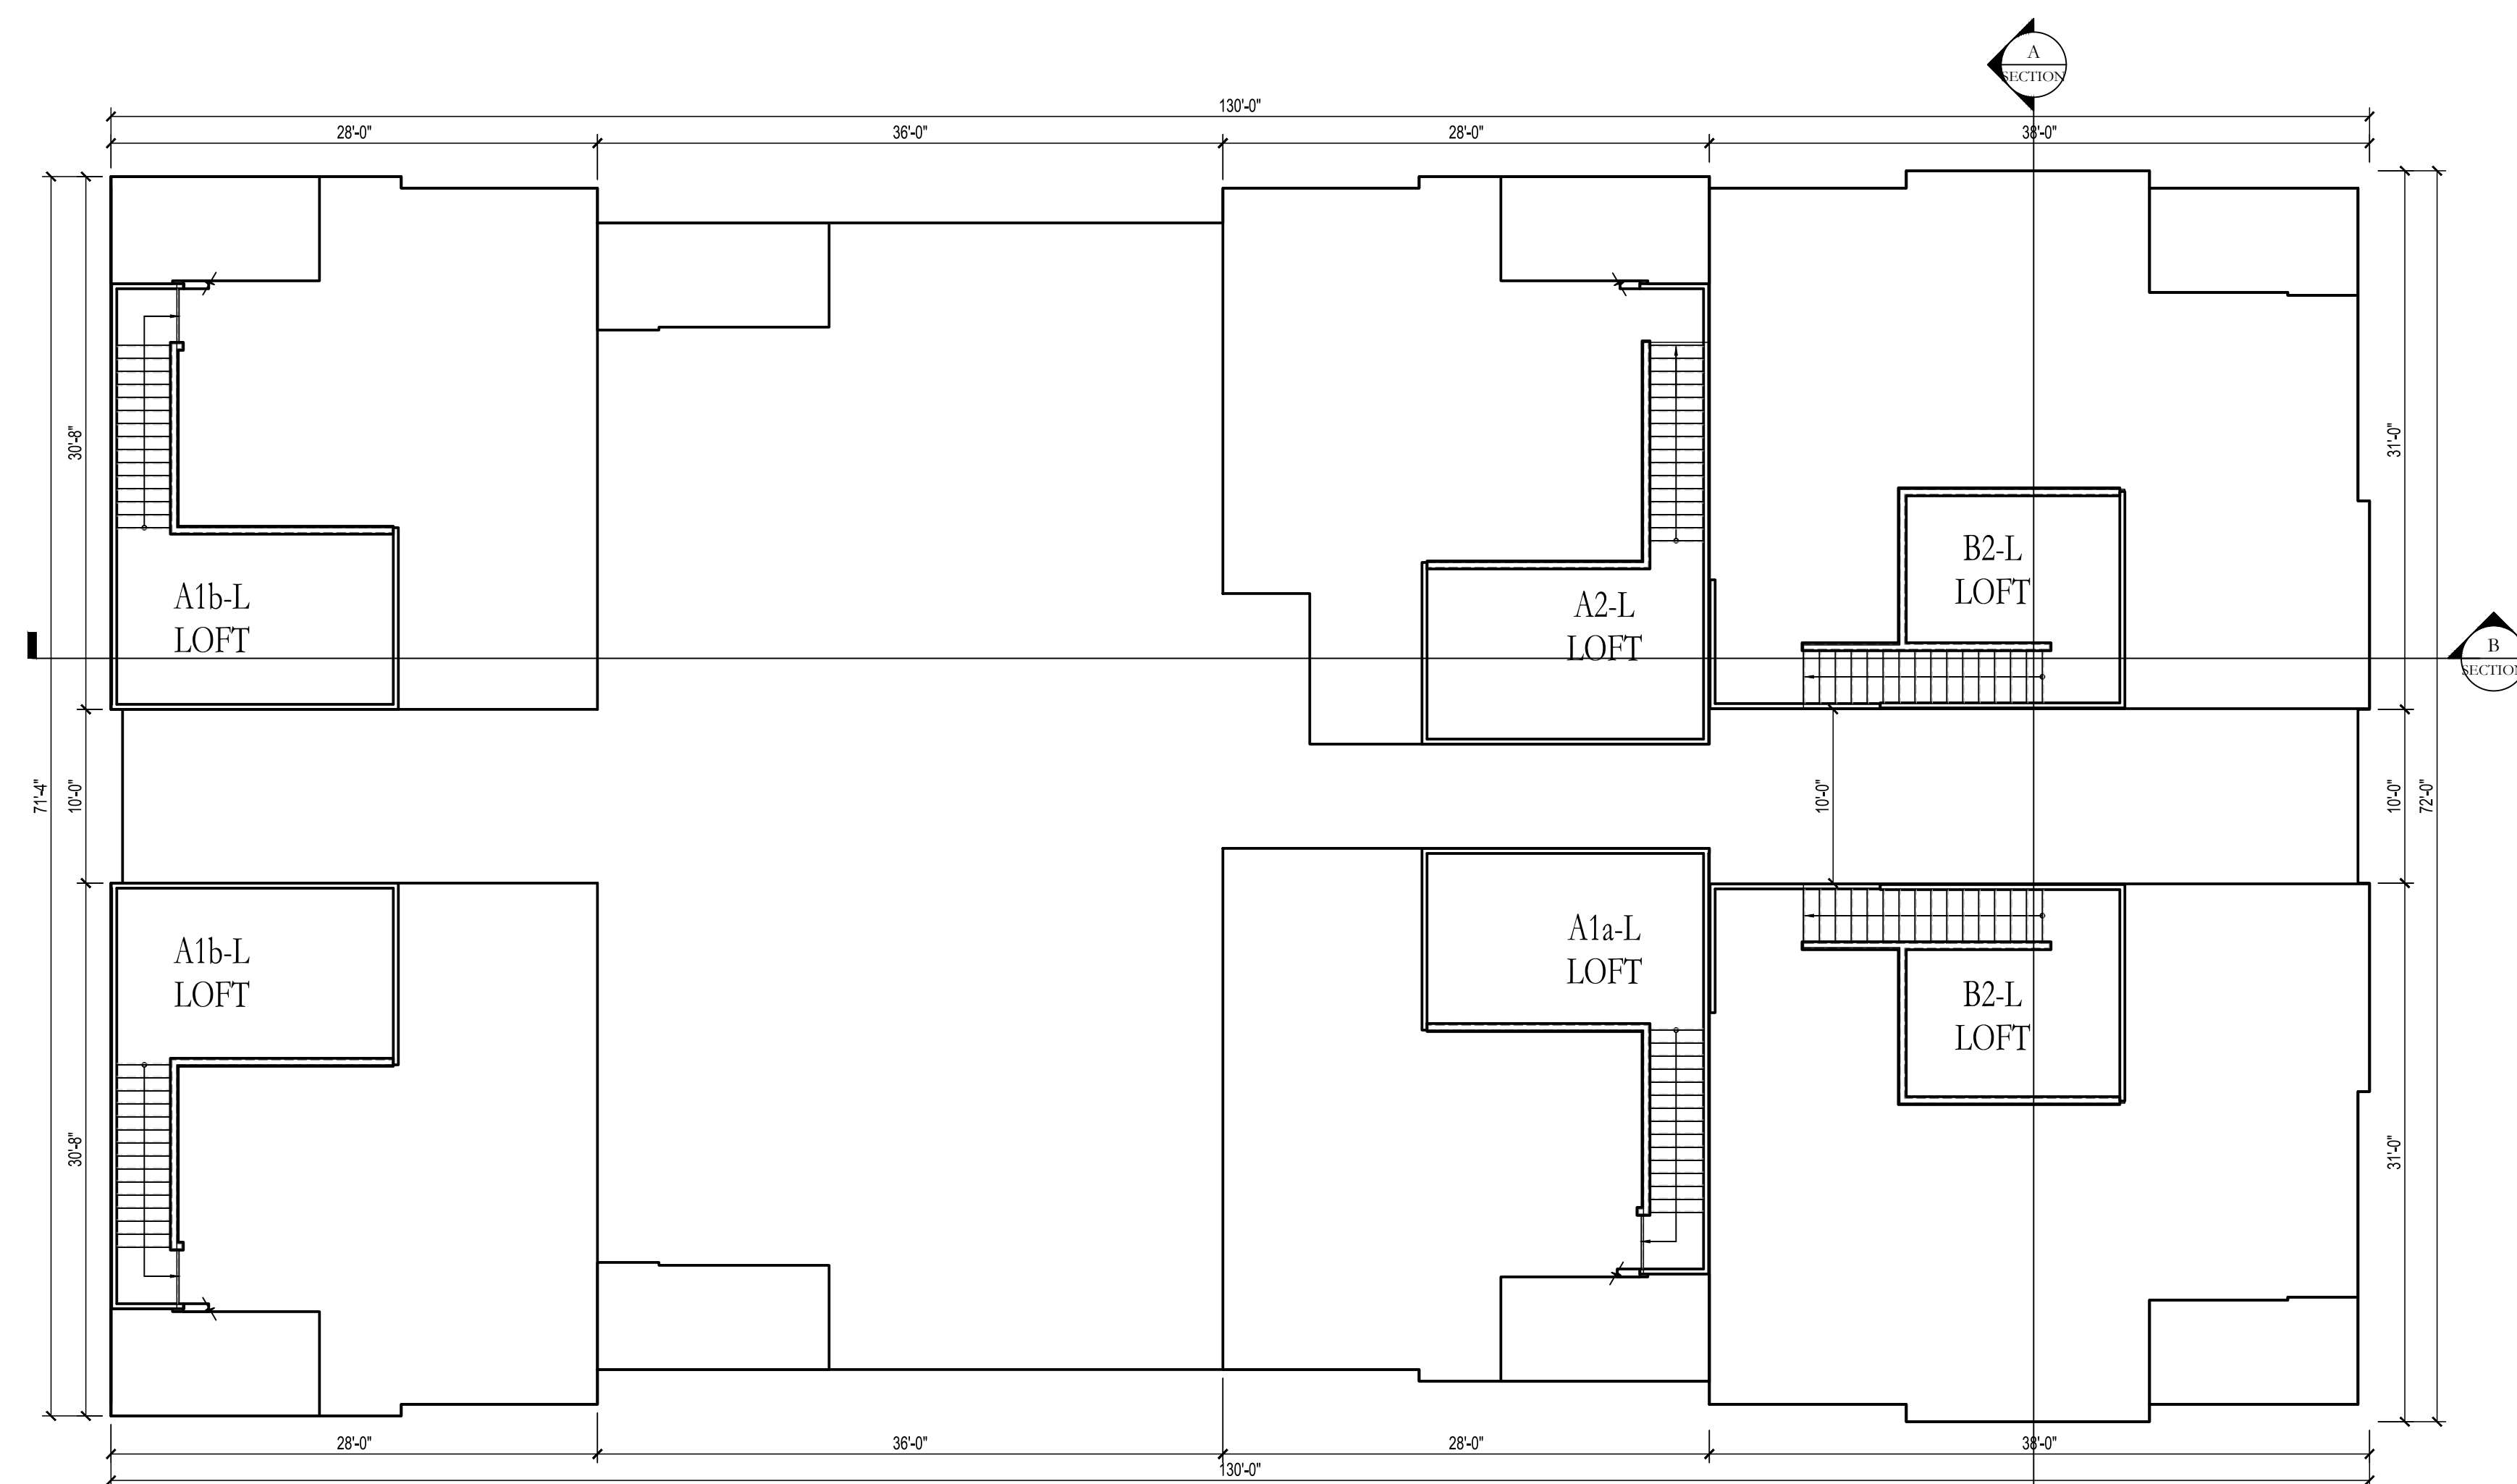 A
SECTION
130'-0"
28'-0"
36'-0"
28'-0"
38'-0"
30'-8"
31'-0"
B2-L
LOFT
A1b-L
LOFT
A2-L
LOFT
B
SECTION
71'-4"
10'-0"
10'-0"
10'-0"
72'-0"
A1b-L
LOFT
A1a-L
LOFT
B2-L
LOFT
30'-8"
31'-0"
28'-0"
36'-0"
28'-0"
38'-0"
130'-0"